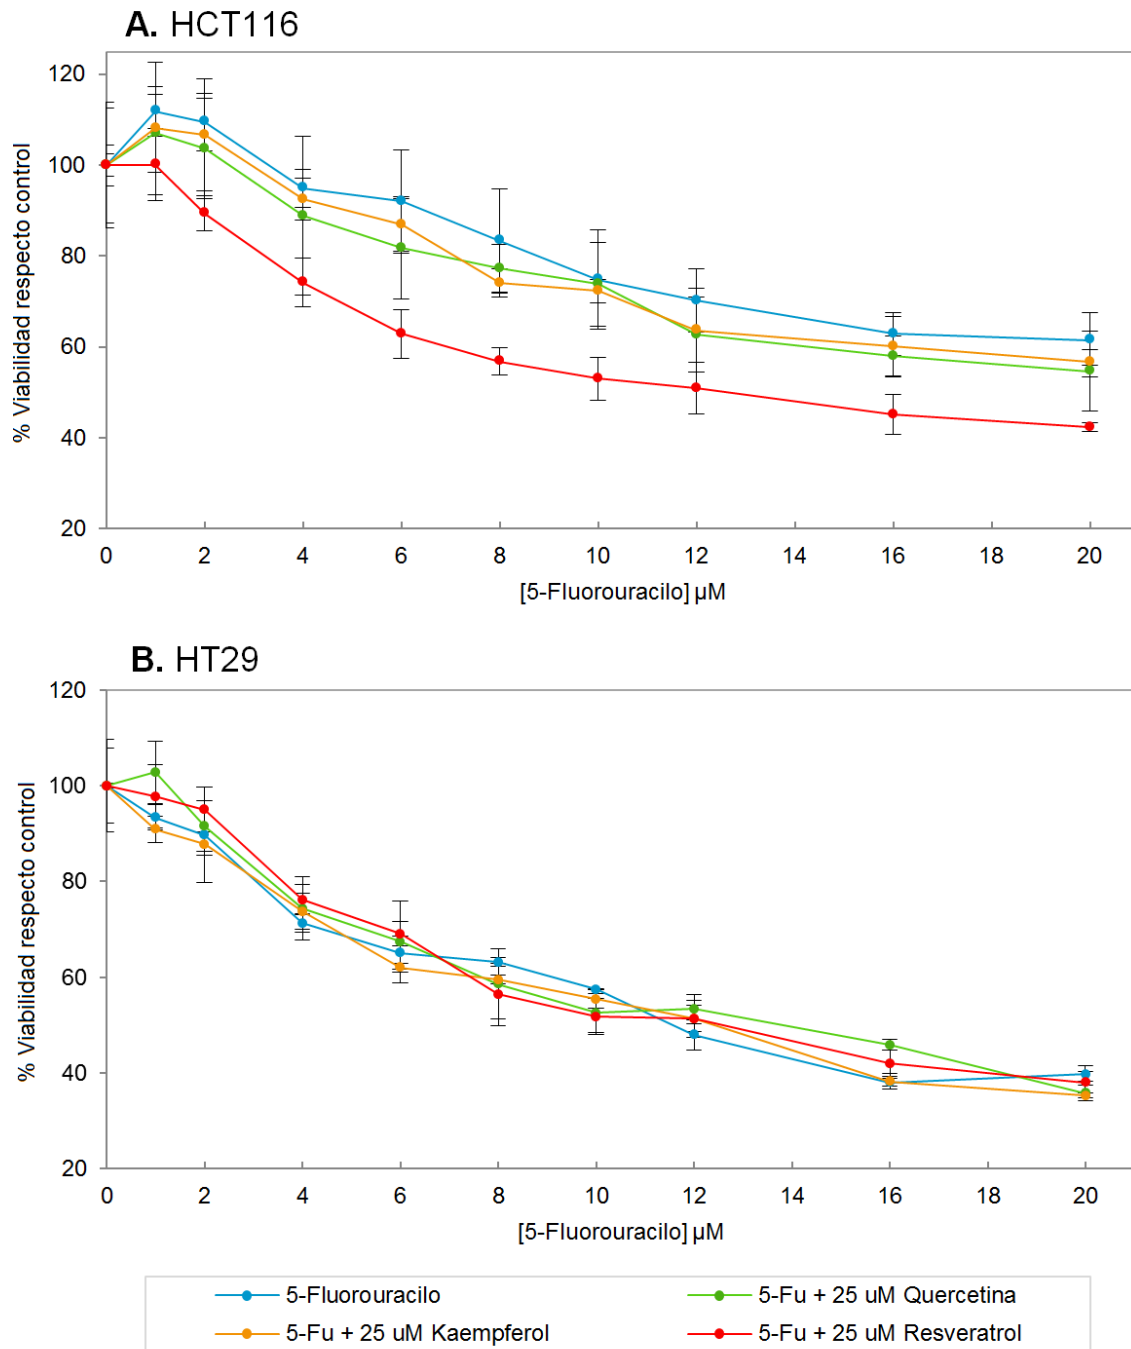 A. HCT116
120
100
80
60
40
20
% Viabilidad respecto control
0 2 4 6 8 10 12 14 16 18 20
[5-Fluorouracilo] µM
B. HT29
120
100
80
60
40
20
% Viabilidad respecto control
0 2 4 6 8 10 12 14 16 18 20
[5-Fluorouracilo] µM
5-Fluorouracilo
5-Fu + 25 uM Quercetina
5-Fu + 25 uM Kaempferol
5-Fu + 25 uM Resveratrol